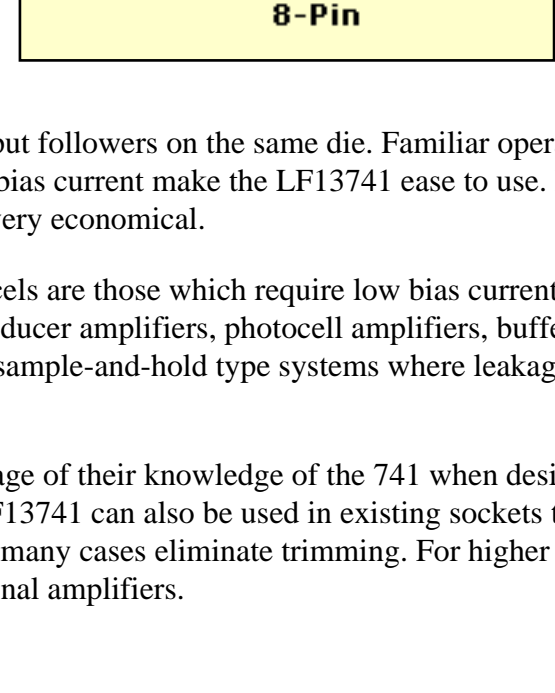 8-Pin
put followers on the same die. Familiar oper
bias current make the LF13741 ease to use.
very economical.
cels are those which require low bias current
ducer amplifiers, photocell amplifiers, buffe
sample-and-hold type systems where leakag
age of their knowledge of the 741 when desi
F13741 can also be used in existing sockets t
many cases eliminate trimming. For higher
nal amplifiers.